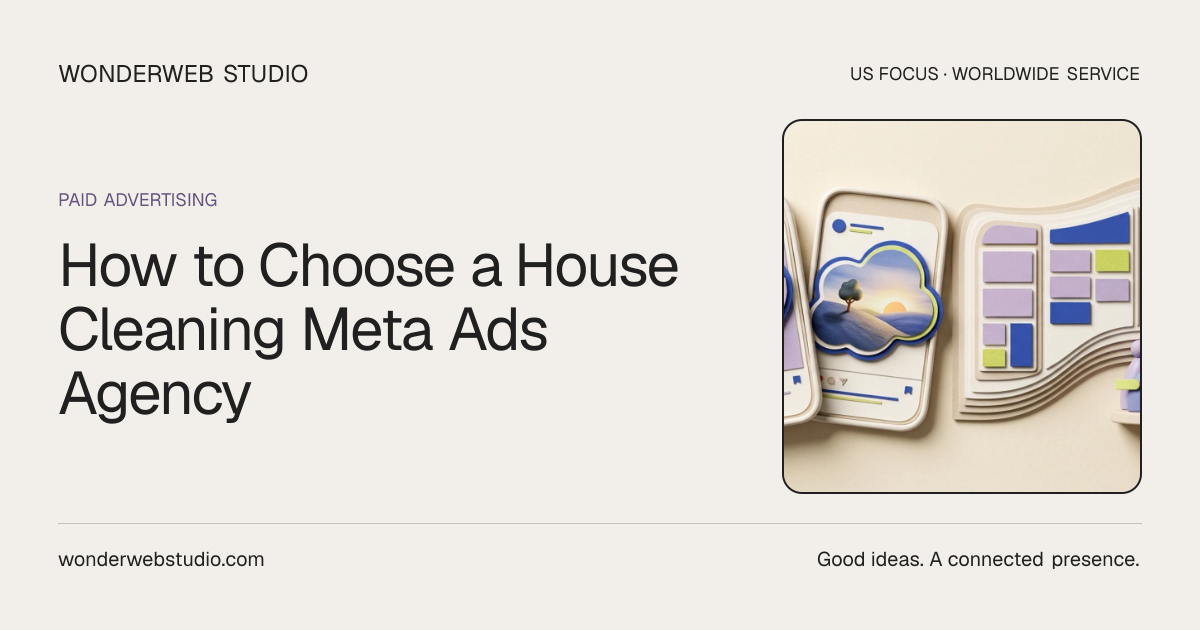 WONDERWEB STUDIO
US FOCUS · WORLDWIDE SERVICE
PAID ADVERTISING
How to Choose a House
Cleaning Meta Ads
Agency
wonderwebstudio.com
Good ideas. A connected presence.